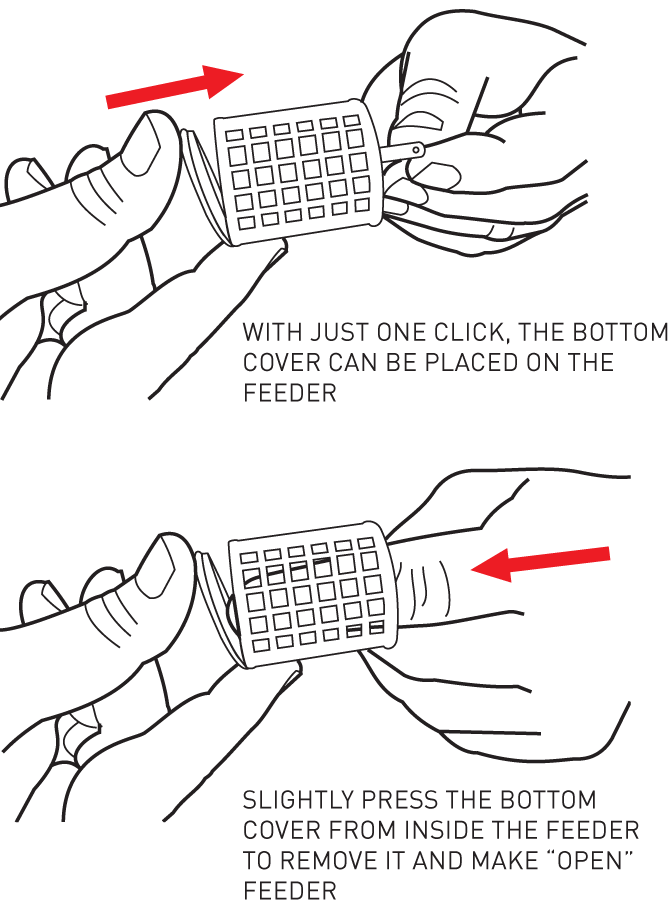 WITH JUST ONE CLICK, THE BOTTOM
COVER CAN BE PLACED ON THE
FEEDER
SLIGHTLY PRESS THE BOTTOM
COVER FROM INSIDE THE FEEDER
TO REMOVE IT AND MAKE “OPEN”
FEEDER